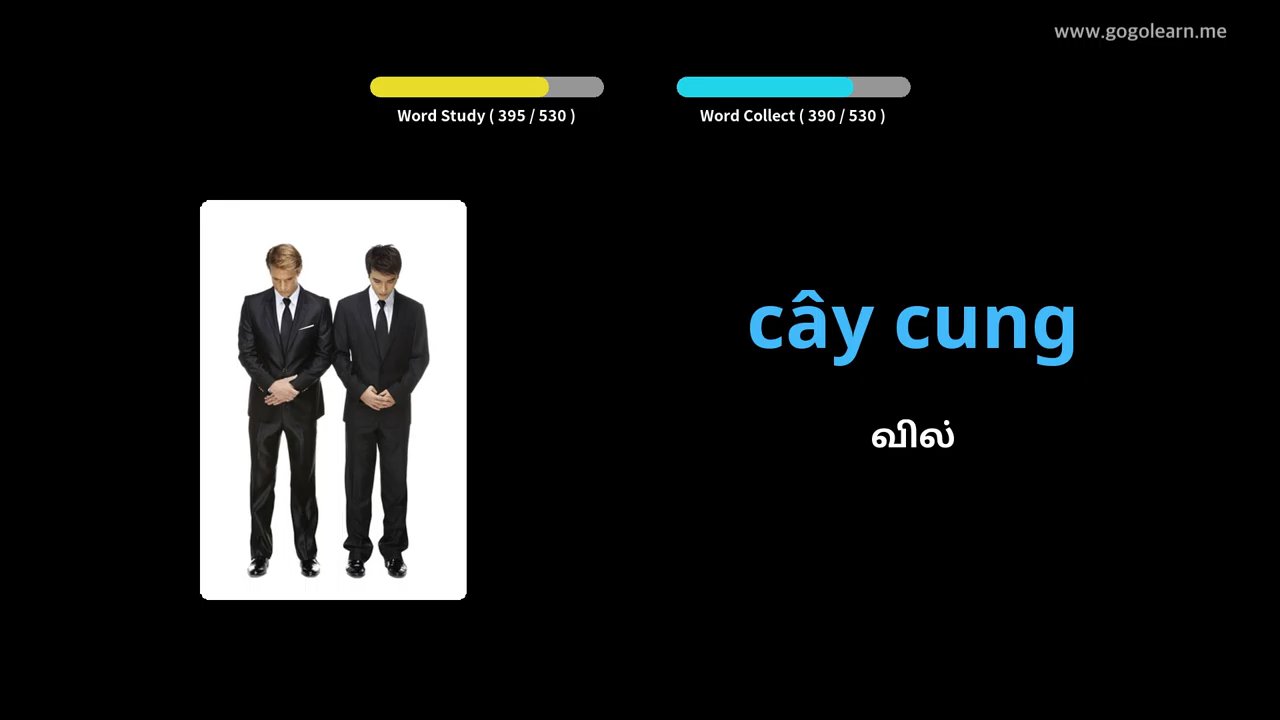 www.gogolearn.me
Word Study ( 395 / 530 )
Word Collect ( 390 / 530 )
cây cung
வில்